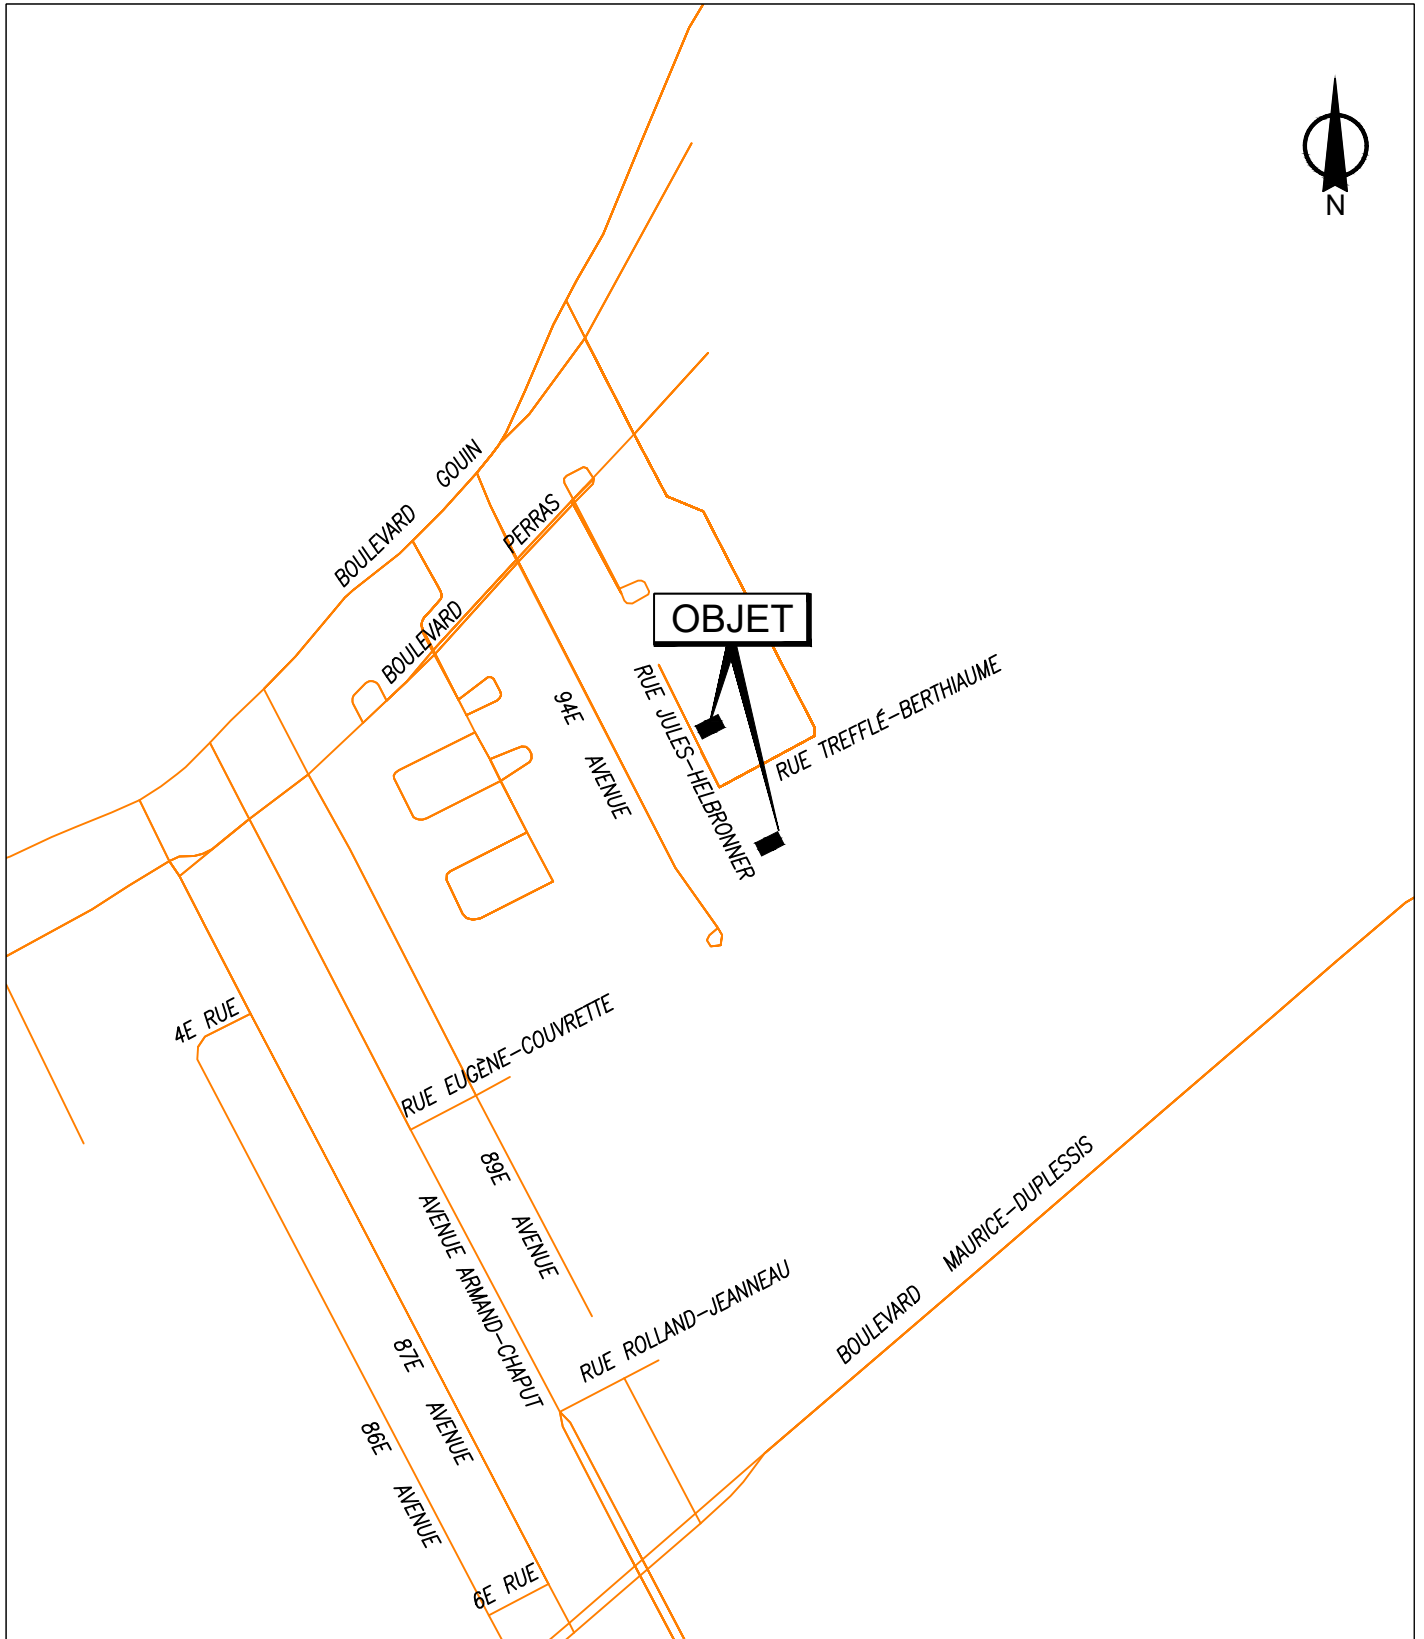 N
BOULEVARD GOUIN
BOULEVARD PERRAS
OBJET
94E AVENUE
RUE JULES-HELBRONNER
RUE TREFFLÉ-BERTHIAUME
4E RUE
RUE EUGÈNE-COUVRETTE
89E AVENUE
AVENUE ARMAND-CHAPUT
BOULEVARD MAURICE-DUPLESSIS
RUE ROLLAND-JEANNEAU
87E AVENUE
86E AVENUE
6E RUE